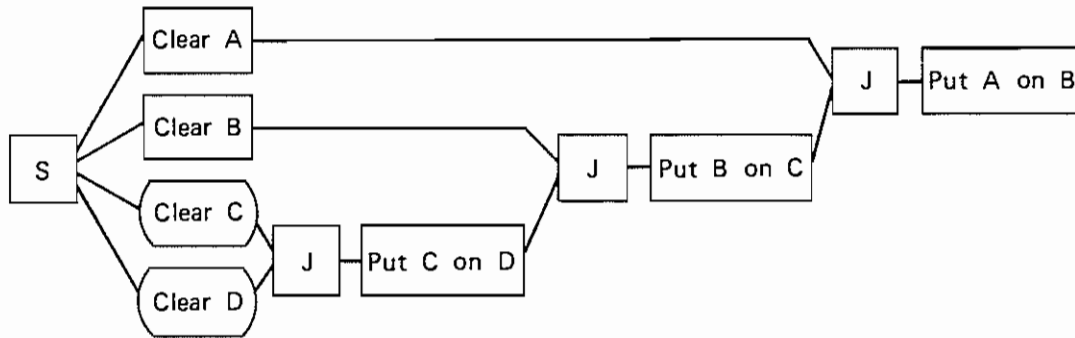 Clear A
J
Put A on B
Clear B
S
J
Put B on C
Clear C
J
Put C on D
Clear D